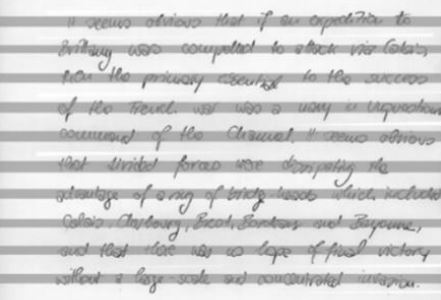 It seems obvious that if an expedition to
Brittany was compelled to attack via Calais,
then the primary essential to the success
of the French war was a navy in unquestioned
command of the Channel. It seems obvious
that divided forces were dissipating the
advantage of a ring of bridge-heads which included
Calais, Cherbourg, Brest, Bordeaux and Bayonne,
and that there was no hope of final victory
without a large-scale and concentrated invasion.